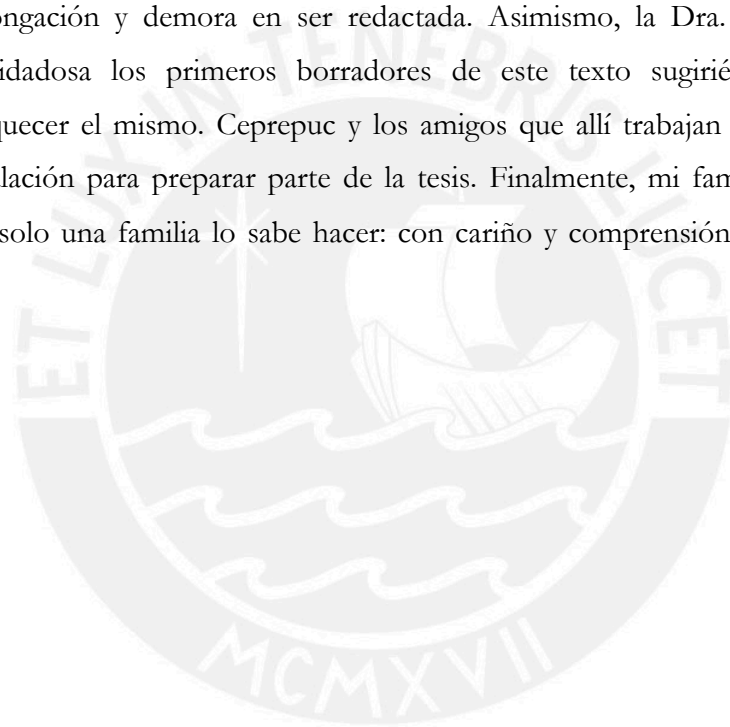 ongación y demora en ser redactada. Asimismo, la Dra.
idadosa los primeros borradores de este texto sugirié
quecer el mismo. Ceprepuc y los amigos que allí trabajan
lación para preparar parte de la tesis. Finalmente, mi fam
solo una familia lo sabe hacer: con cariño y comprensión
ET LUX IN TENEBRIS LUCET
MCMXVII